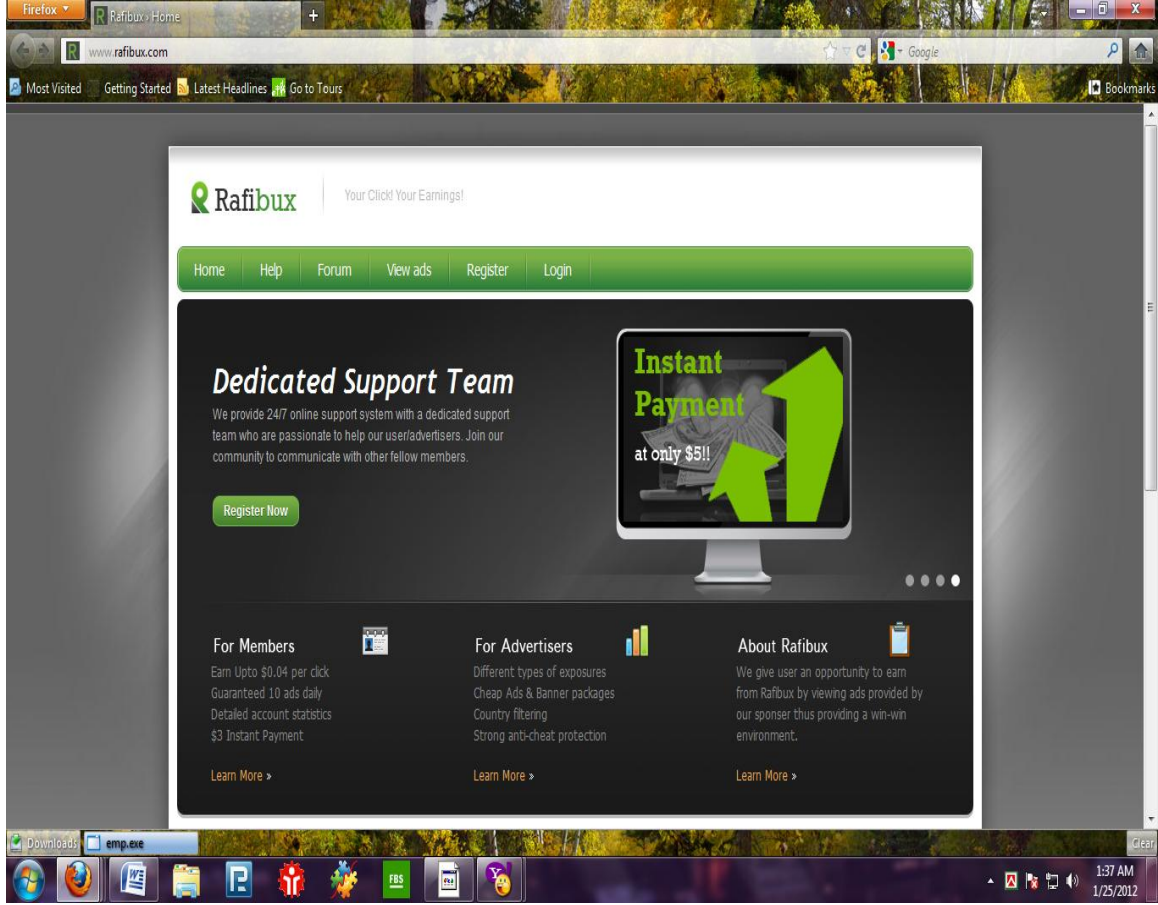 Firefox
Rafibux › Home
www.rafibux.com
Google
Most Visited
Getting Started
Latest Headlines
Go to Tours
Bookmarks
Rafibux
Your Click! Your Earnings!
Home
Help
Forum
View ads
Register
Login
Dedicated Support Team
We provide 24/7 online support system with a dedicated support
team who are passionate to help our user/advertisers. Join our
community to communicate with other fellow members.
Register Now
Instant
Payment
at only $5!!
For Members
Earn Upto $0.04 per click
Guaranteed 10 ads daily
Detailed account statistics
$3 Instant Payment
Learn More »
For Advertisers
Different types of exposures
Cheap Ads & Banner packages
Country filtering
Strong anti-cheat protection
Learn More »
About Rafibux
We give user an opportunity to earn
from Rafibux by viewing ads provided by
our sponser thus providing a win-win
environment.
Learn More »
Downloads
emp.exe
Clear
FBS
1:37 AM
1/25/2012